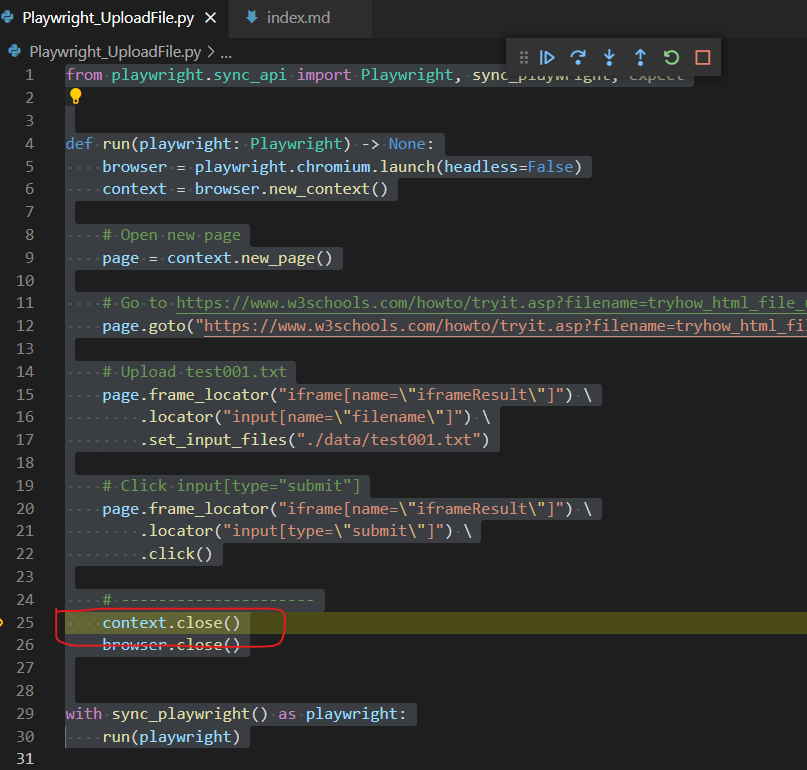 Playwright_UploadFile.py
index.md
Playwright_UploadFile.py > ...
1 from playwright.sync_api import Playwright, sync_playwright, expect
2
3
4 def run(playwright: Playwright) -> None:
5     browser = playwright.chromium.launch(headless=False)
6     context = browser.new_context()
7
8     # Open new page
9     page = context.new_page()
10
11     # Go to https://www.w3schools.com/howto/tryit.asp?filename=tryhow_html_file_
12     page.goto("https://www.w3schools.com/howto/tryit.asp?filename=tryhow_html_fi
13
14     # Upload test001.txt
15     page.frame_locator("iframe[name=\"iframeResult\"]") \
16         .locator("input[name=\"filename\"]") \
17         .set_input_files("./data/test001.txt")
18
19     # Click input[type="submit"]
20     page.frame_locator("iframe[name=\"iframeResult\"]") \
21         .locator("input[type=\"submit\"]") \
22         .click()
23
24     # ---------------------
25     context.close()
26     browser.close()
27
28
29 with sync_playwright() as playwright:
30     run(playwright)
31